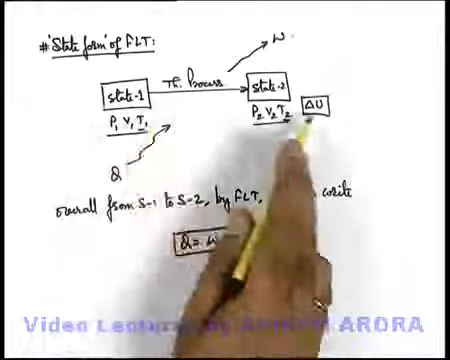 # 'State form' of FLT:
W
Th. Process
State-1
State-2
ΔU
P₁ V₁ T₁
P₂ V₂ T₂
Q
Overall from S-1 to S-2, by FLT, write
Q = W
Video Lectures by ARORA